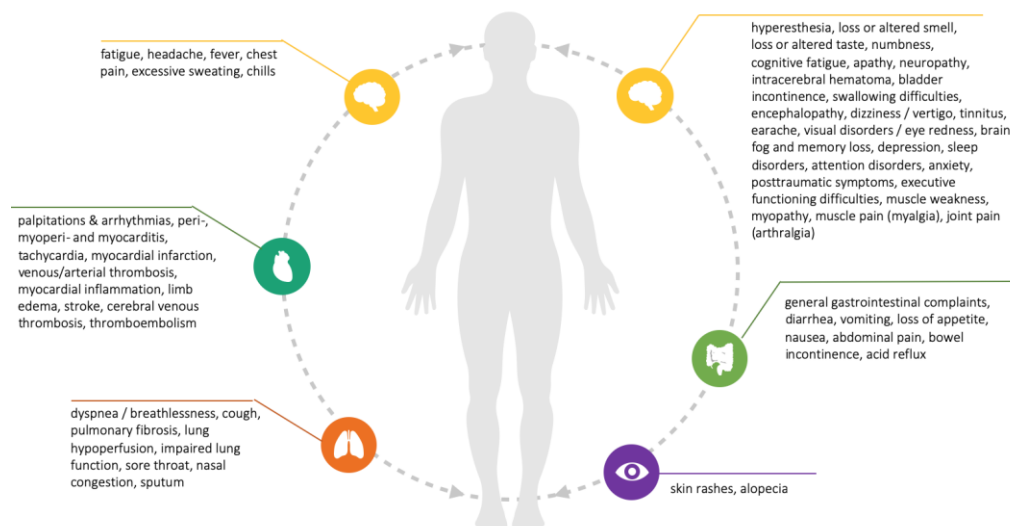 fatigue, headache, fever, chest
pain, excessive sweating, chills
hyperesthesia, loss or altered smell,
loss or altered taste, numbness,
cognitive fatigue, apathy, neuropathy,
intracerebral hematoma, bladder
incontinence, swallowing difficulties,
encephalopathy, dizziness / vertigo, tinnitus,
earache, visual disorders / eye redness, brain
fog and memory loss, depression, sleep
disorders, attention disorders, anxiety,
posttraumatic symptoms, executive
functioning difficulties, muscle weakness,
myopathy, muscle pain (myalgia), joint pain
(arthralgia)
palpitations & arrhythmias, peri-,
myoperi- and myocarditis,
tachycardia, myocardial infarction,
venous/arterial thrombosis,
myocardial inflammation, limb
edema, stroke, cerebral venous
thrombosis, thromboembolism
general gastrointestinal complaints,
diarrhea, vomiting, loss of appetite,
nausea, abdominal pain, bowel
incontinence, acid reflux
dyspnea / breathlessness, cough,
pulmonary fibrosis, lung
hypoperfusion, impaired lung
function, sore throat, nasal
congestion, sputum
skin rashes, alopecia